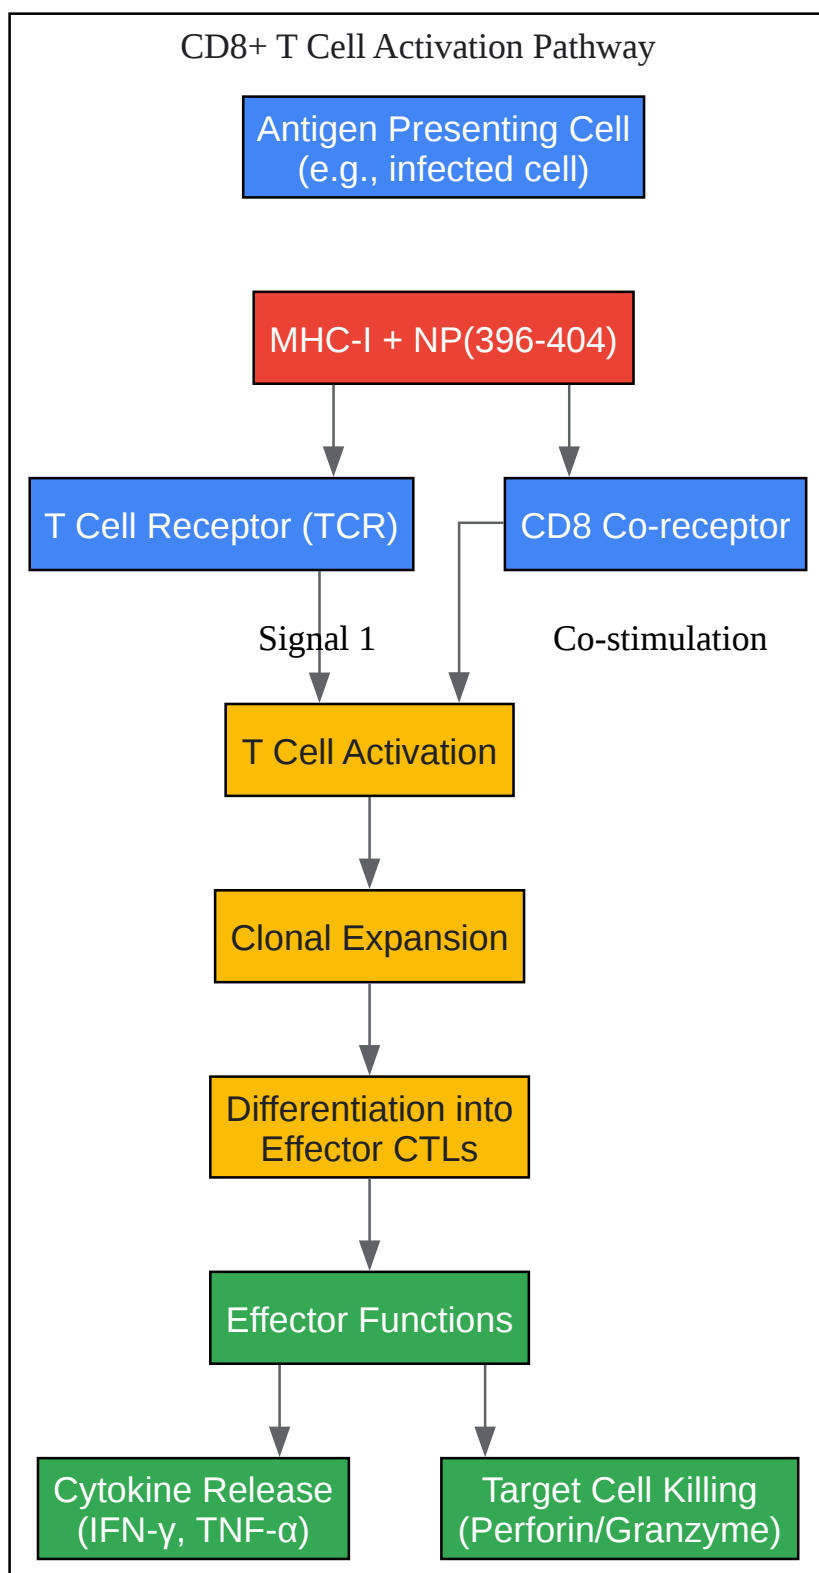 CD8+ T Cell Activation Pathway
Antigen Presenting Cell
(e.g., infected cell)
MHC-I + NP(396-404)
T Cell Receptor (TCR)
CD8 Co-receptor
Signal 1
Co-stimulation
T Cell Activation
Clonal Expansion
Differentiation into
Effector CTLs
Effector Functions
Cytokine Release
(IFN-γ, TNF-α)
Target Cell Killing
(Perforin/Granzyme)